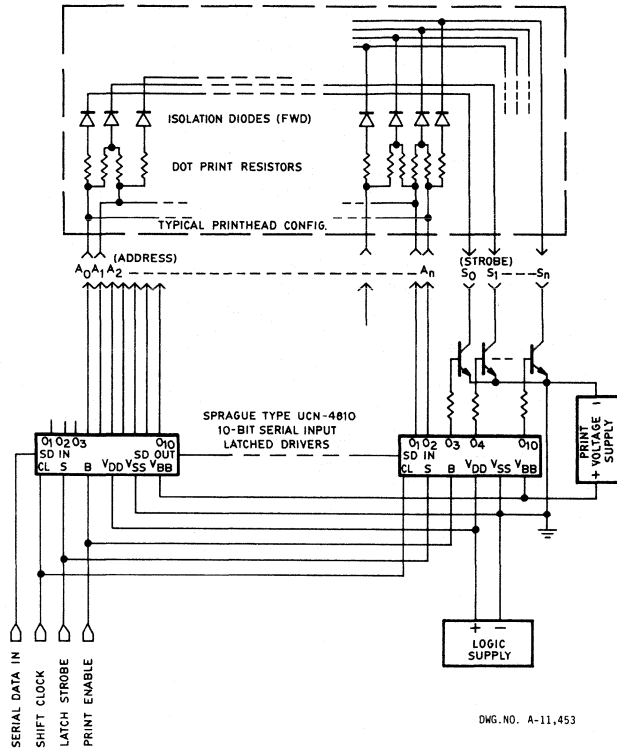 ISOLATION DIODES (FWD)
DOT PRINT RESISTORS
TYPICAL PRINTHEAD CONFIG.
(ADDRESS)
A0 A1 A2
An
(STROBE)
S0 S1 Sn
SPRAGUE TYPE UCN-4810
10-BIT SERIAL INPUT
LATCHED DRIVERS
O1 O2 O3 O10
SD IN SD OUT
CL S B VDD VSS VBB
O1 O2 O3 O4 O10
SD IN
CL S B VDD VSS VBB
- PRINT
VOLTAGE
+ SUPPLY
+ -
LOGIC
SUPPLY
SERIAL DATA IN
SHIFT CLOCK
LATCH STROBE
PRINT ENABLE
DWG.NO. A-11,453